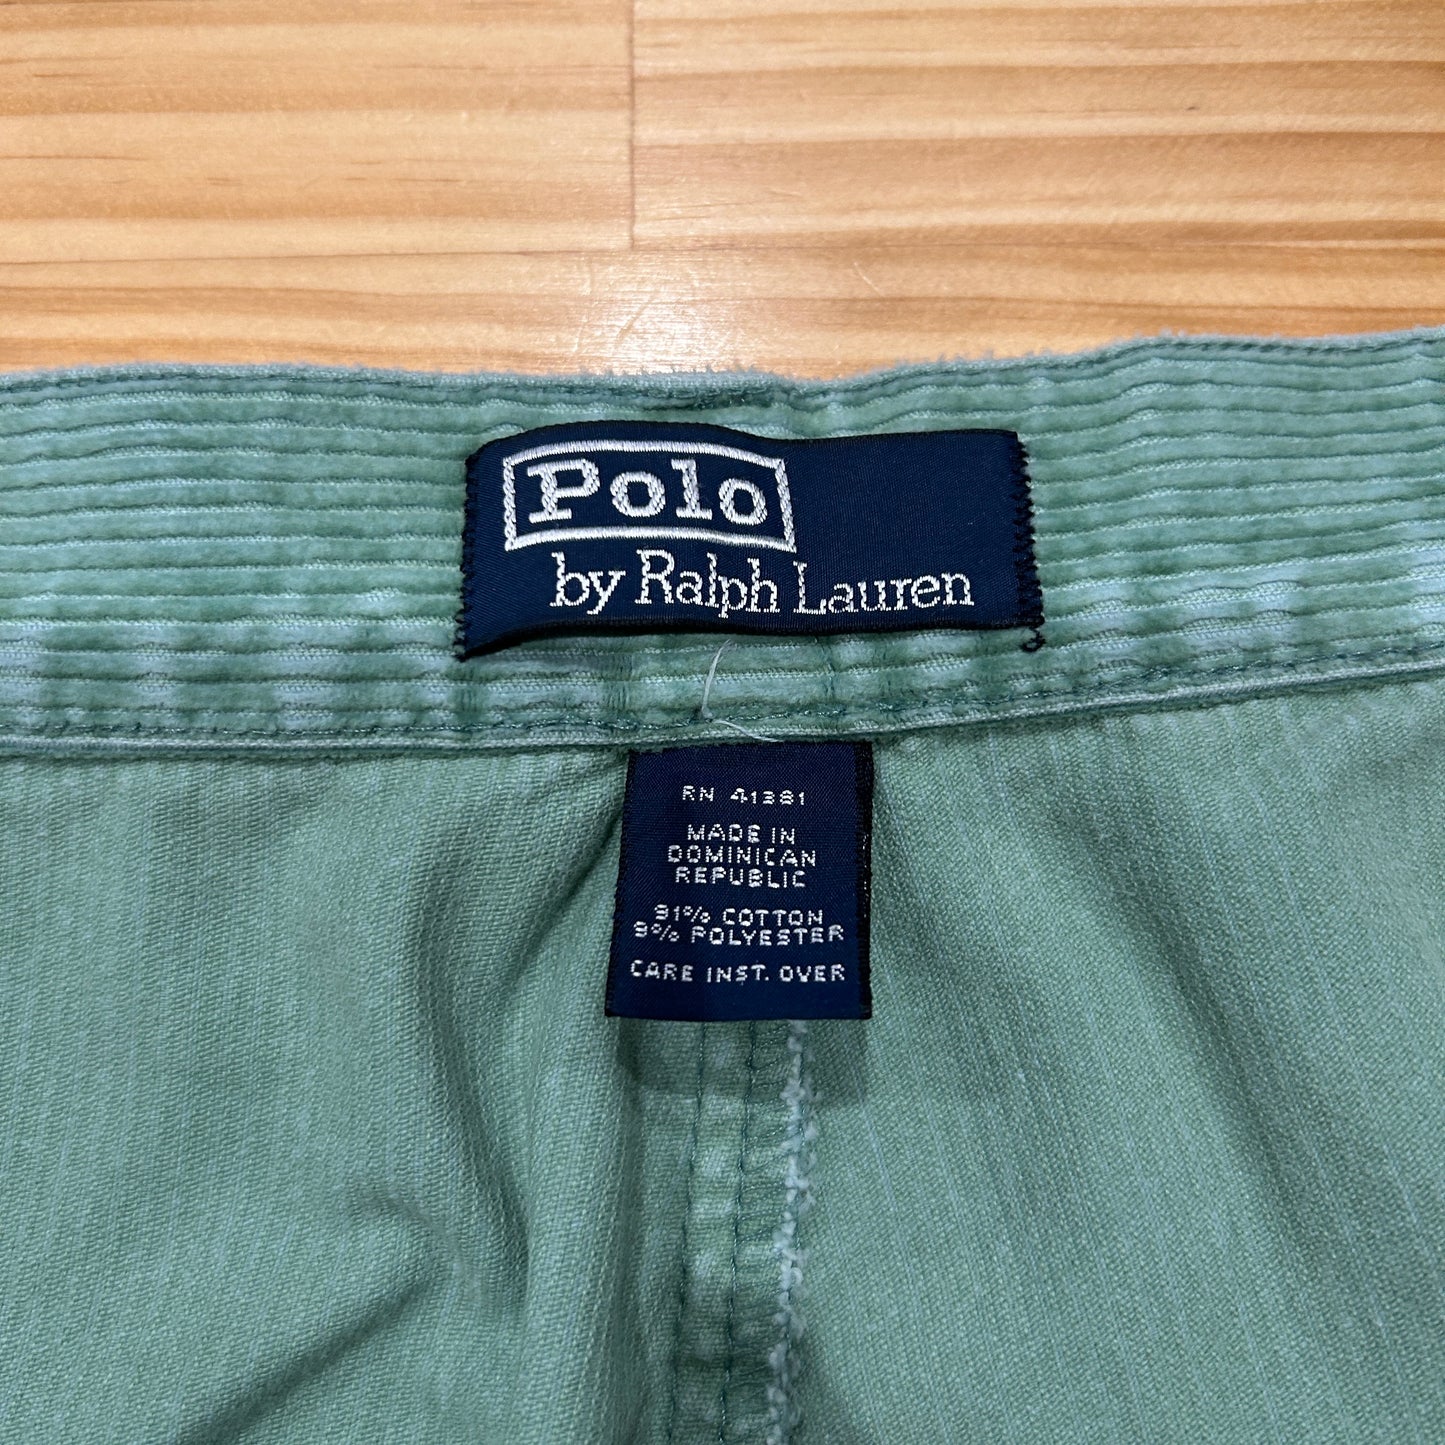 Polo
by Ralph Lauren
RN 41381
MADE IN
DOMINICAN
REPUBLIC
91% COTTON
9% POLYESTER
CARE INST. OVER